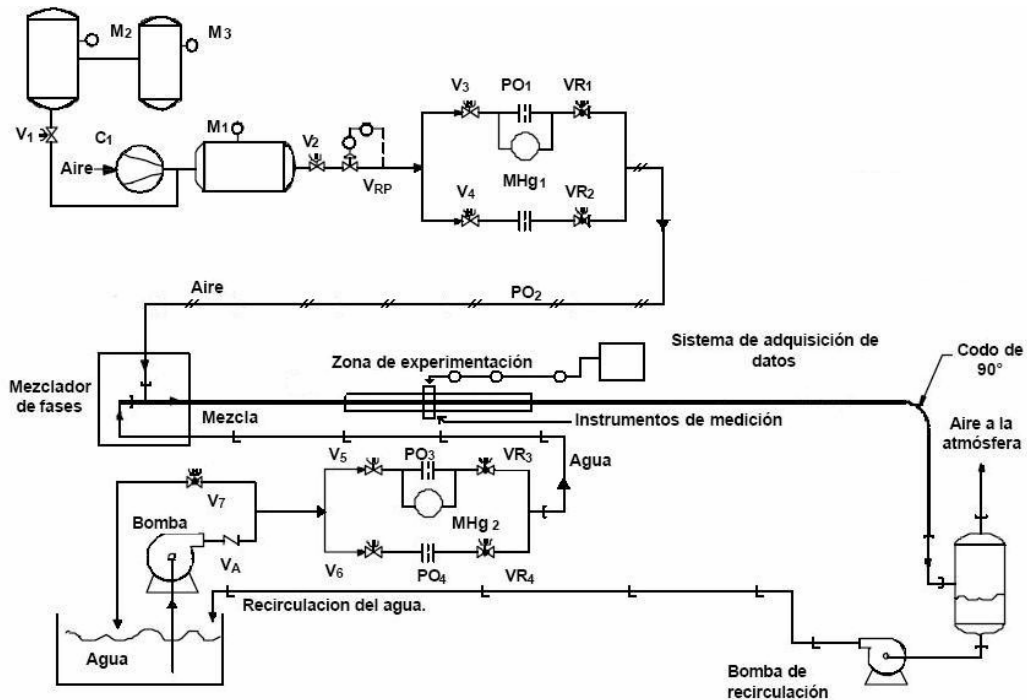 M2
M3
V1
C1
Aire
M1
V2
VRP
V3
PO1
VR1
MHg1
V4
VR2
Aire
PO2
Sistema de adquisición de
datos
Zona de experimentación
Codo de
90°
Mezclador
de fases
Mezcla
Instrumentos de medición
Aire a la
atmósfera
V5
PO3
VR3
Agua
V7
MHg 2
Bomba
VA
V6
PO4
VR4
Recirculacion del agua.
Agua
Bomba de
recirculación